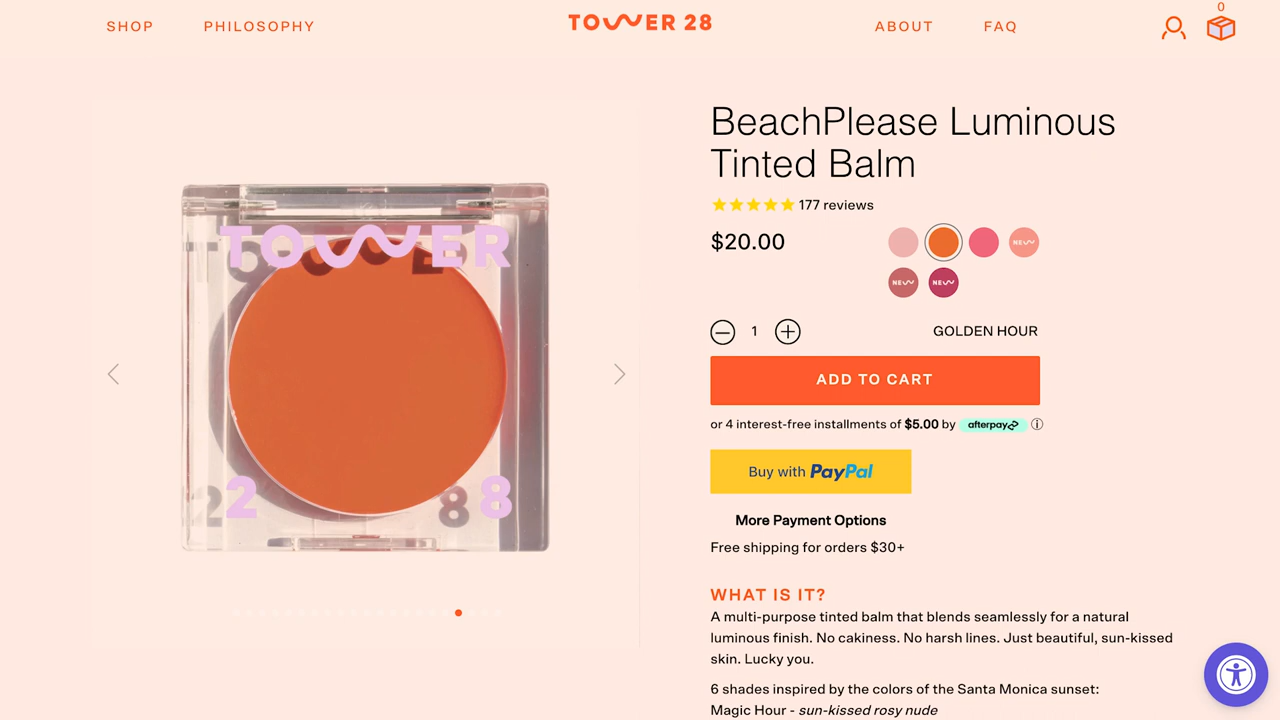 SHOP
PHILOSOPHY
TOWER 28
ABOUT
FAQ
0
TOWER
2 8
BeachPlease Luminous
Tinted Balm
177 reviews
$20.00
NEW
NEW NEW
1
GOLDEN HOUR
ADD TO CART
or 4 interest-free installments of $5.00 by afterpay
Buy with PayPal
More Payment Options
Free shipping for orders $30+
WHAT IS IT?
A multi-purpose tinted balm that blends seamlessly for a natural
luminous finish. No cakiness. No harsh lines. Just beautiful, sun-kissed
skin. Lucky you.
6 shades inspired by the colors of the Santa Monica sunset:
Magic Hour - sun-kissed rosy nude